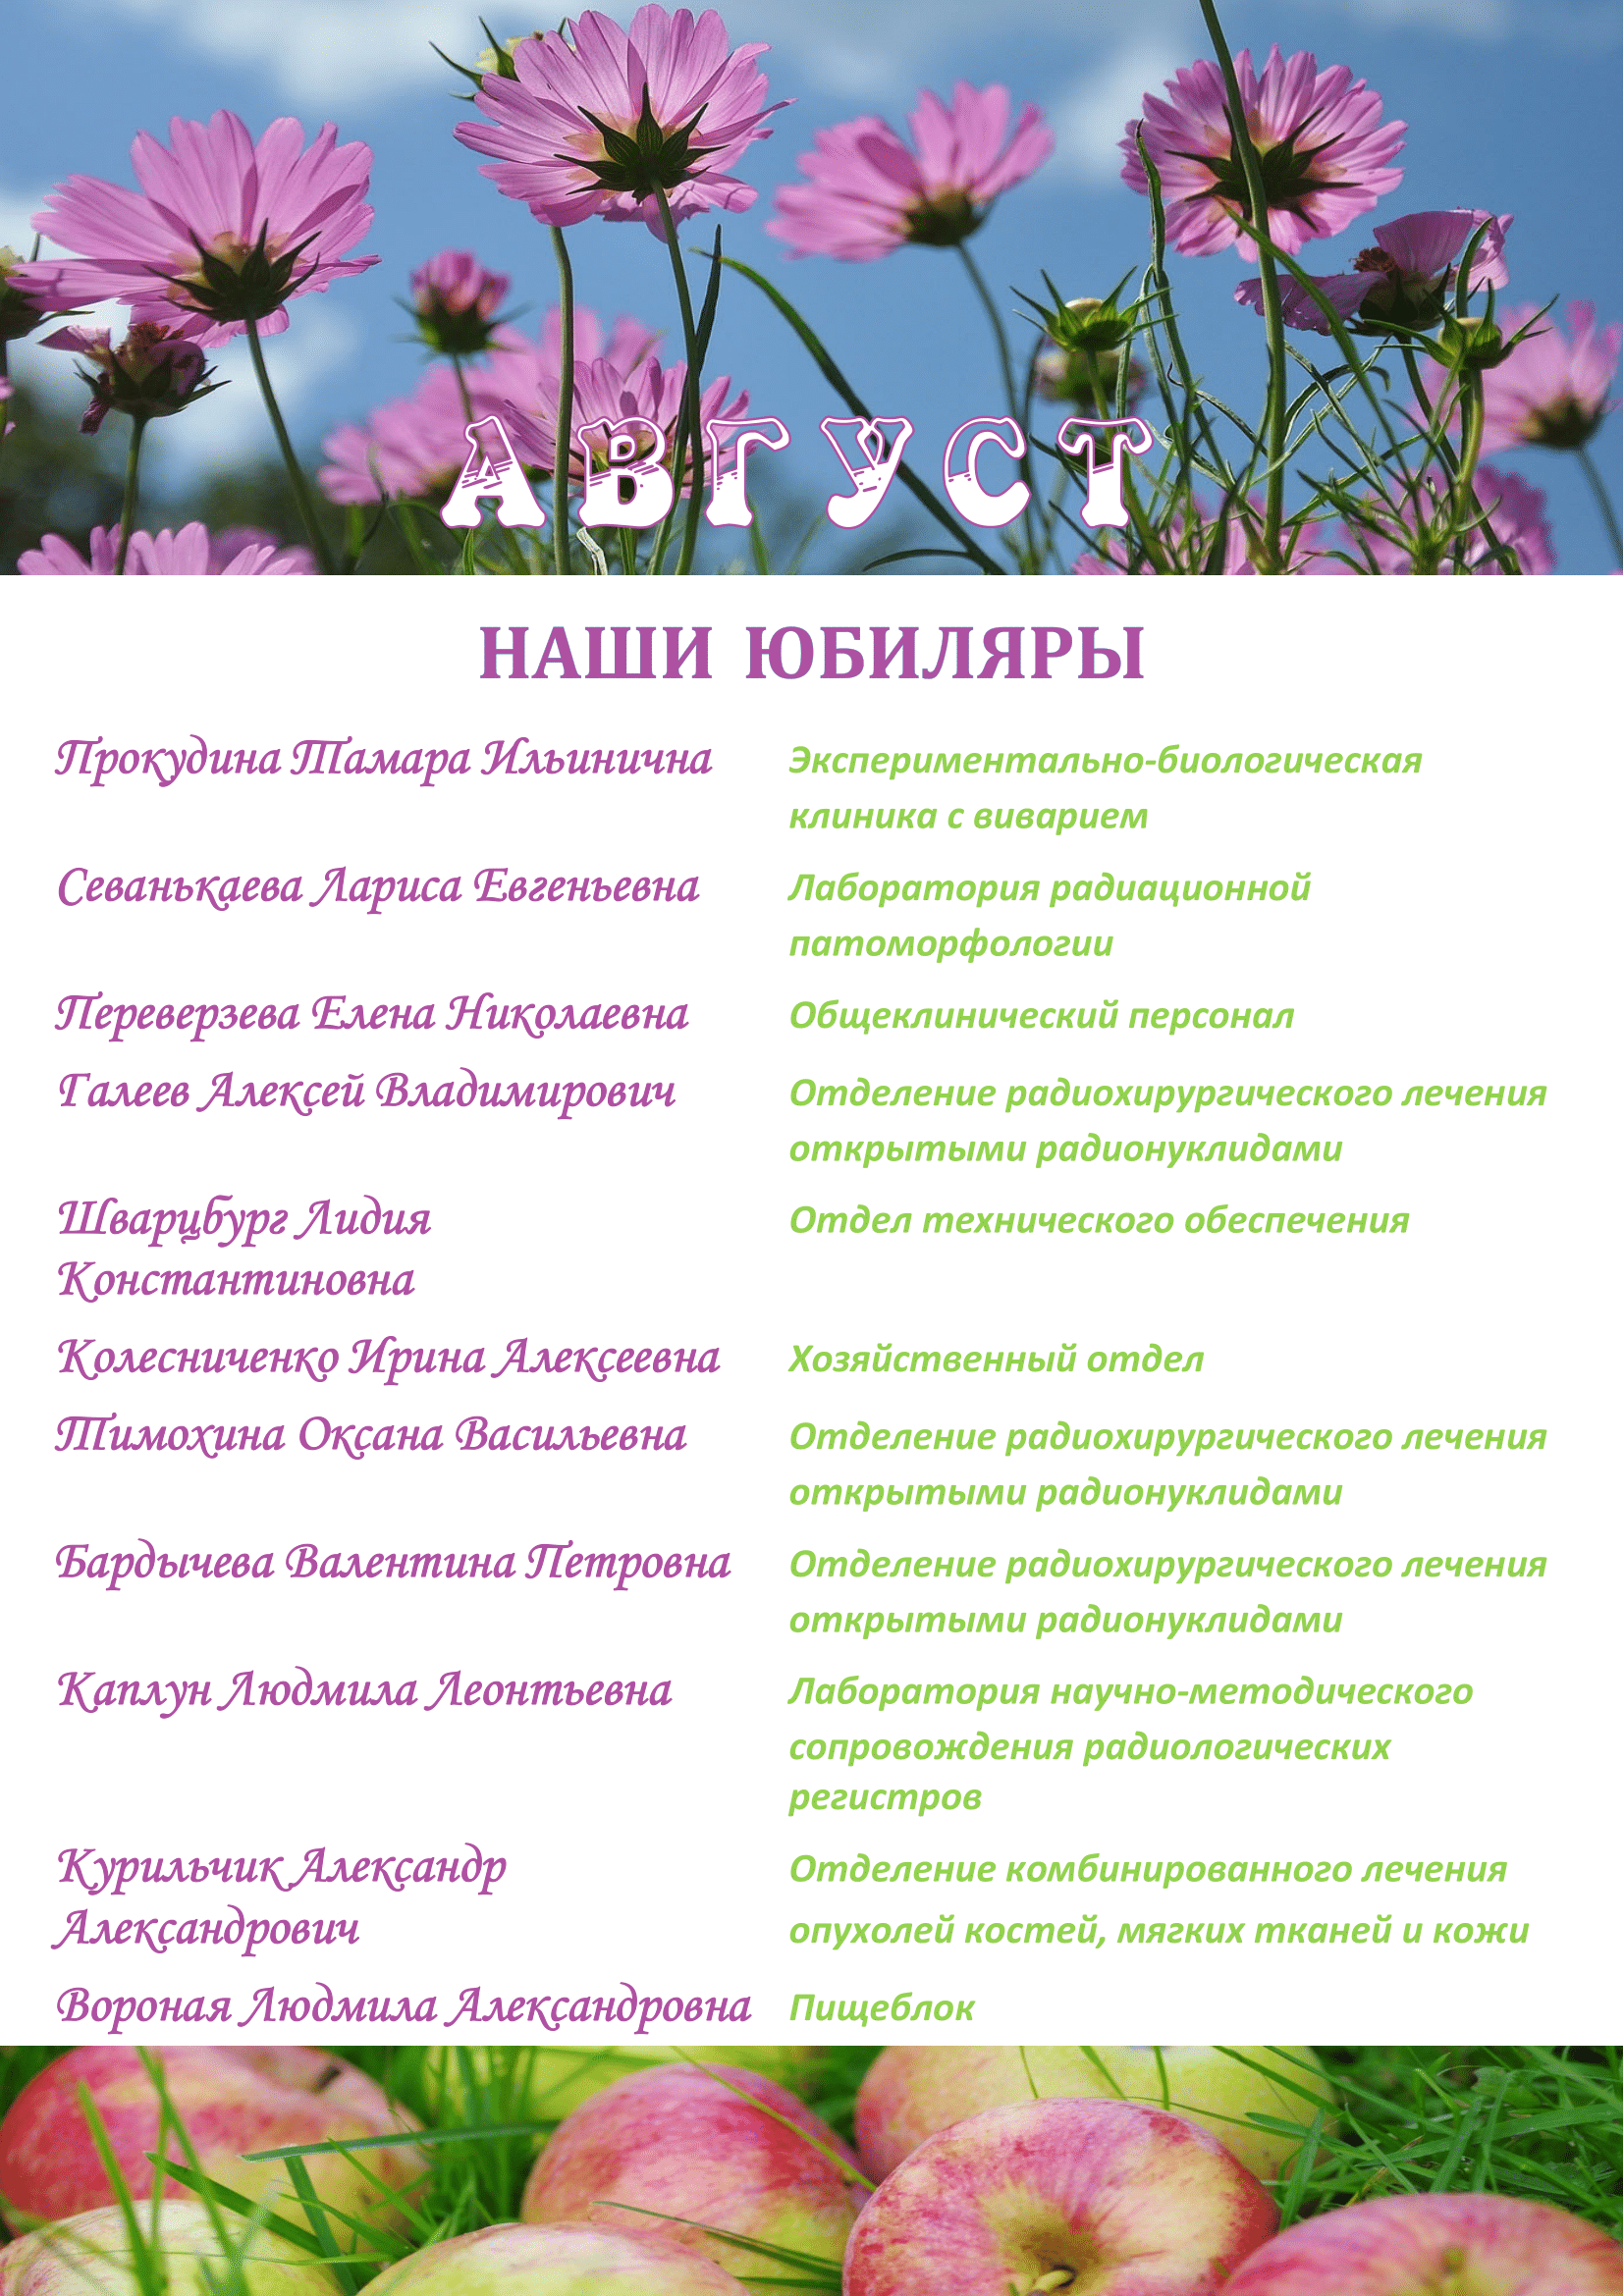 АВГУСТ
НАШИ ЮБИЛЯРЫ
Прокудина Тамара Ильинична
Экспериментально-биологическая
клиника с виварием
Севанькаева Лариса Евгеньевна
Лаборатория радиационной
патоморфологии
Переверзева Елена Николаевна
Общеклинический персонал
Галеев Алексей Владимирович
Отделение радиохирургического лечения
открытыми радионуклидами
Шварцбург Лидия
Константиновна
Отдел технического обеспечения
Колесниченко Ирина Алексеевна
Хозяйственный отдел
Тимохина Оксана Васильевна
Отделение радиохирургического лечения
открытыми радионуклидами
Бардычева Валентина Петровна
Отделение радиохирургического лечения
открытыми радионуклидами
Каплун Людмила Леонтьевна
Лаборатория научно-методического
сопровождения радиологических
регистров
Курильчик Александр
Александрович
Отделение комбинированного лечения
опухолей костей, мягких тканей и кожи
Вороная Людмила Александровна
Пищеблок